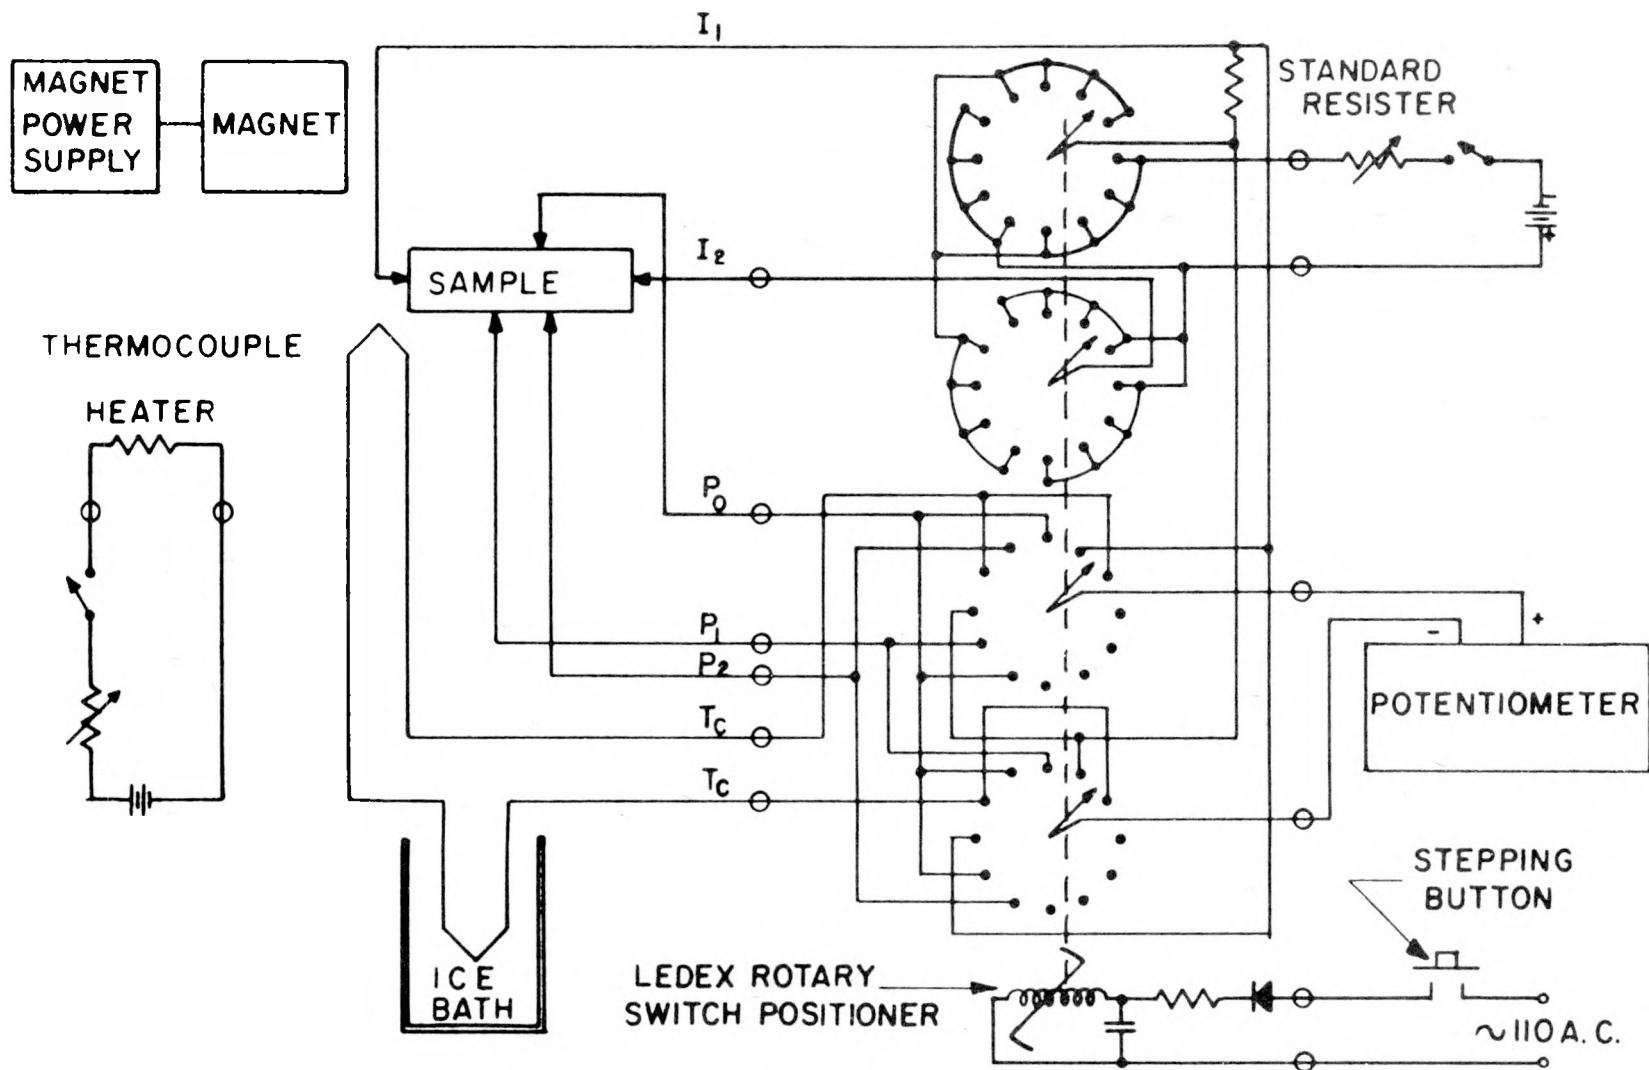 I1
MAGNET
POWER
SUPPLY
MAGNET
STANDARD
RESISTER
-
+
I2
SAMPLE
THERMOCOUPLE
HEATER
P0
P1
P2
TC
TC
-
+
POTENTIOMETER
ICE
BATH
LEDEX ROTARY
SWITCH POSITIONER
STEPPING
BUTTON
~110 A. C.